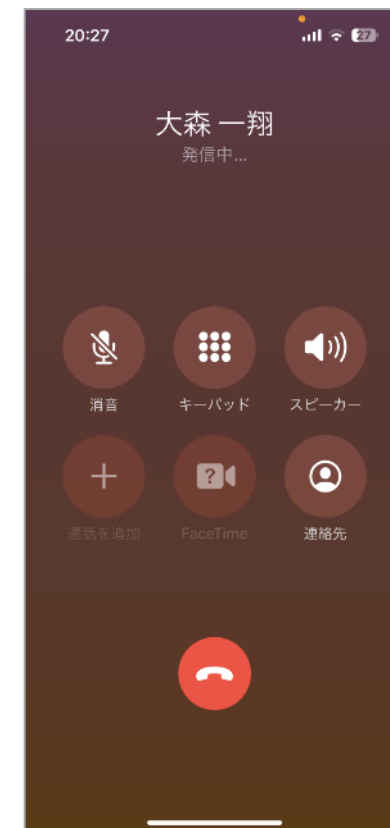 20:27
27
大森 一翔
発信中...
消音
キーパッド
スピーカー
通話を追加
FaceTime
連絡先